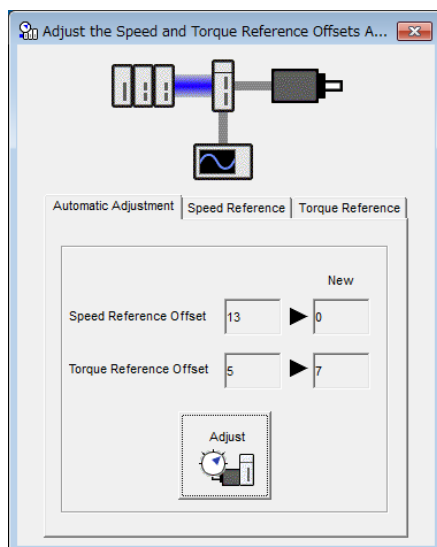 Adjust the Speed and Torque Reference Offsets A...
Automatic Adjustment Speed Reference Torque Reference
New
Speed Reference Offset 13 0
Torque Reference Offset 5 7
Adjust